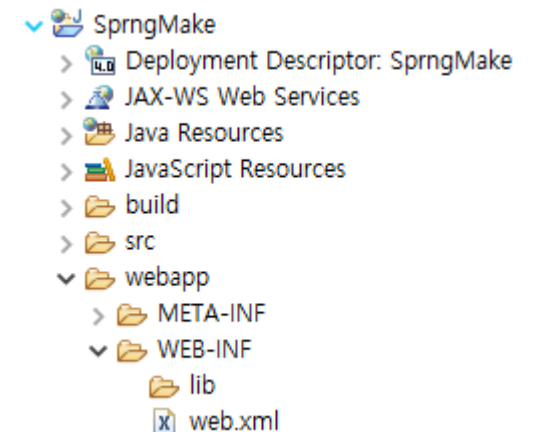 SprngMake
Deployment Descriptor: SprngMake
JAX-WS Web Services
Java Resources
JavaScript Resources
build
src
webapp
META-INF
WEB-INF
lib
web.xml